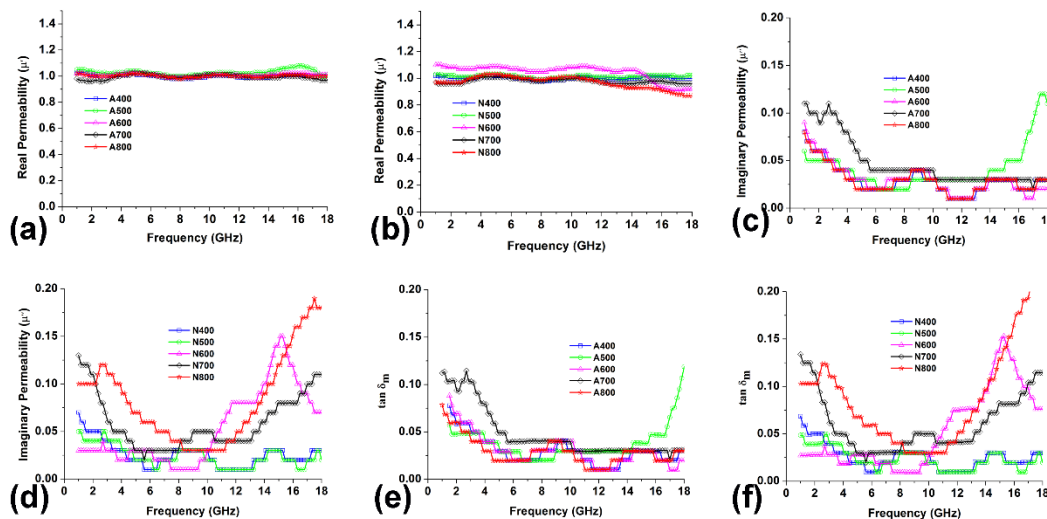 Real Permeability (μ')
1.4
1.2
1.0
0.8
0.6
0.4
0.2
0.0
A400
A500
A600
A700
A800
2 4 6 8 10 12 14 16 18
Frequency (GHz)
(a)
Real Permeability (μ')
1.4
1.2
1.0
0.8
0.6
0.4
0.2
0.0
N400
N500
N600
N700
N800
2 4 6 8 10 12 14 16 18
Frequency (GHz)
(b)
Imaginary Permeability (μ'')
0.20
0.15
0.10
0.05
0.00
A400
A500
A600
A700
A800
0 2 4 6 8 10 12 14 16 18
Frequency (GHz)
(c)
Imaginary Permeability (μ'')
0.20
0.15
0.10
0.05
0.00
N400
N500
N600
N700
N800
0 2 4 6 8 10 12 14 16 18
Frequency (GHz)
(d)
tan δm
0.20
0.15
0.10
0.05
0.00
A400
A500
A600
A700
A800
0 2 4 6 8 10 12 14 16 18
Frequency (GHz)
(e)
tan δm
0.20
0.15
0.10
0.05
0.00
N400
N500
N600
N700
N800
0 2 4 6 8 10 12 14 16 18
Frequency (GHz)
(f)